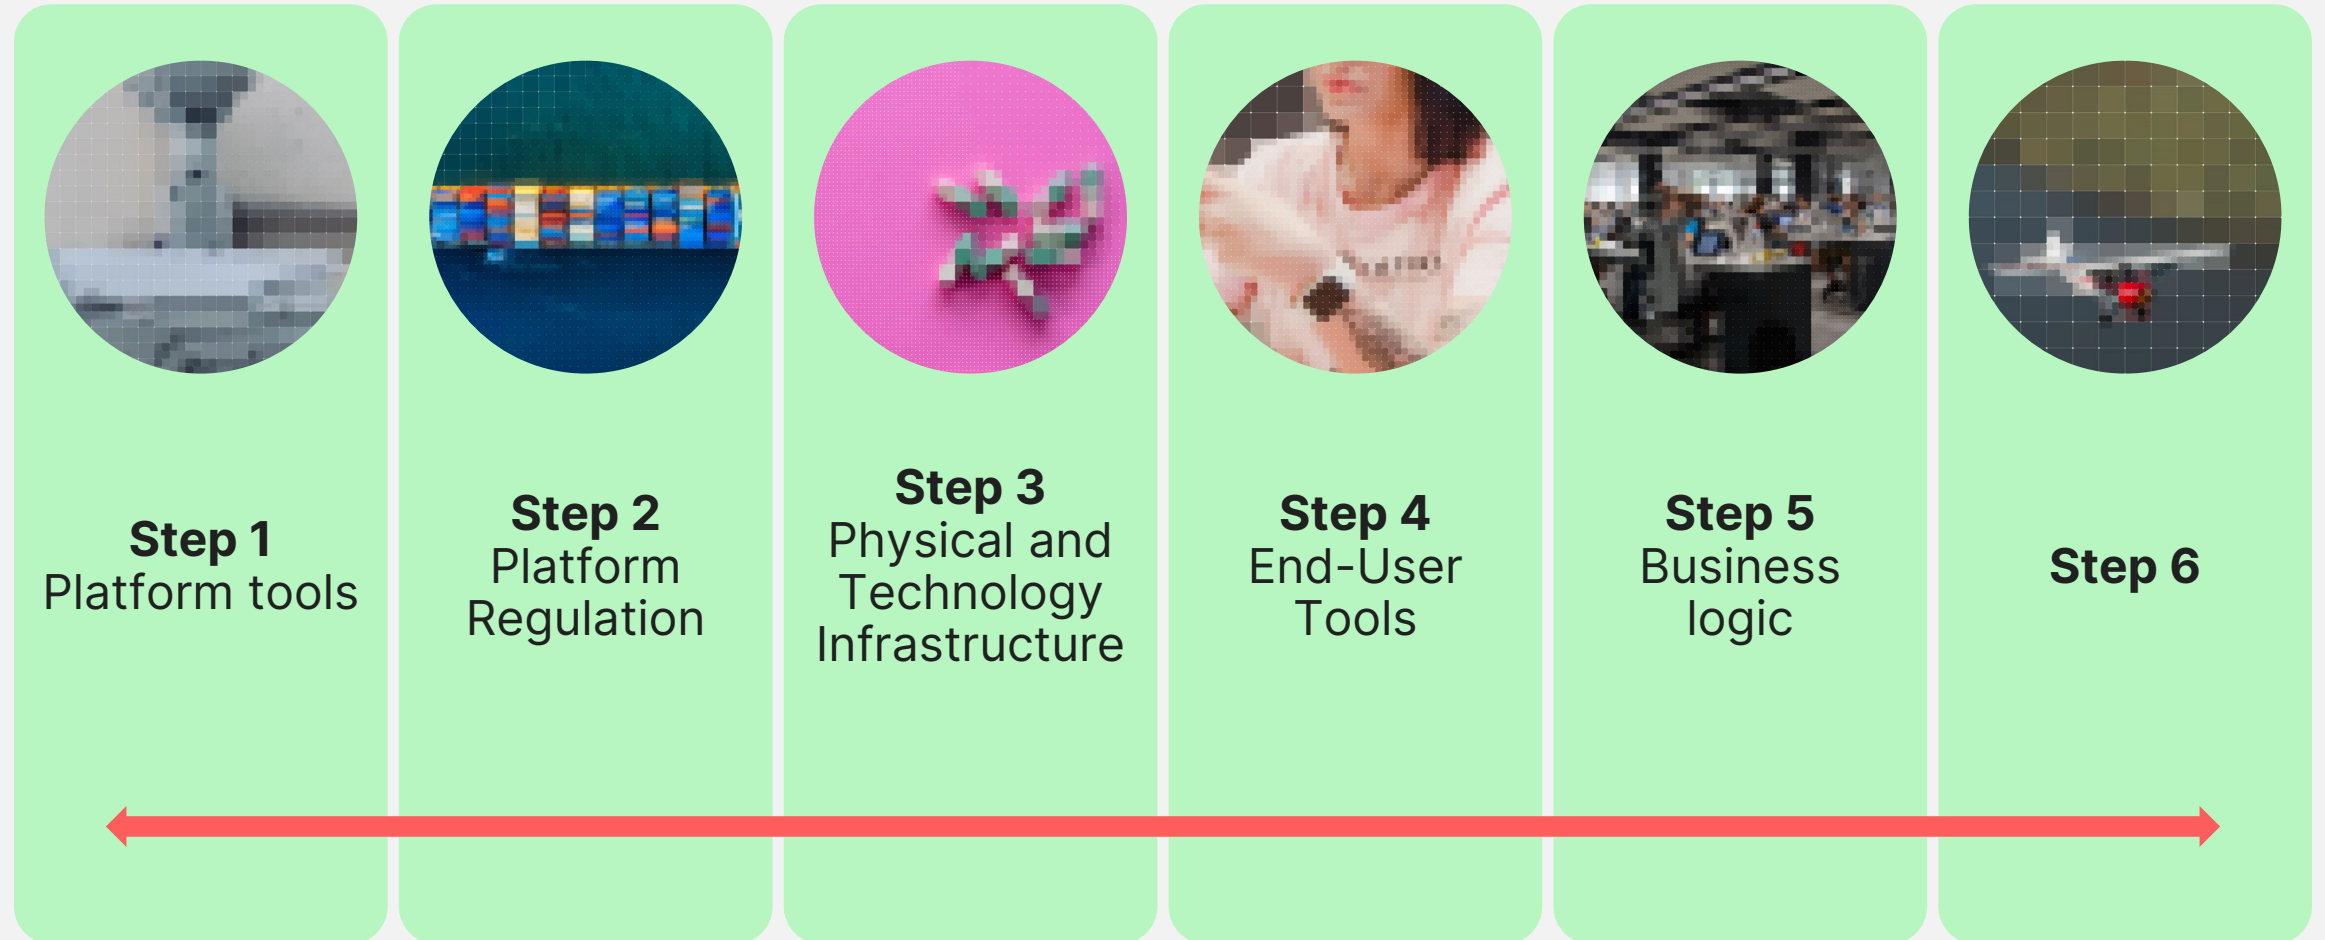 Step 1
Platform tools
Step 2
Platform
Regulation
Step 3
Physical and
Technology
Infrastructure
Step 4
End-User
Tools
Step 5
Business
logic
Step 6